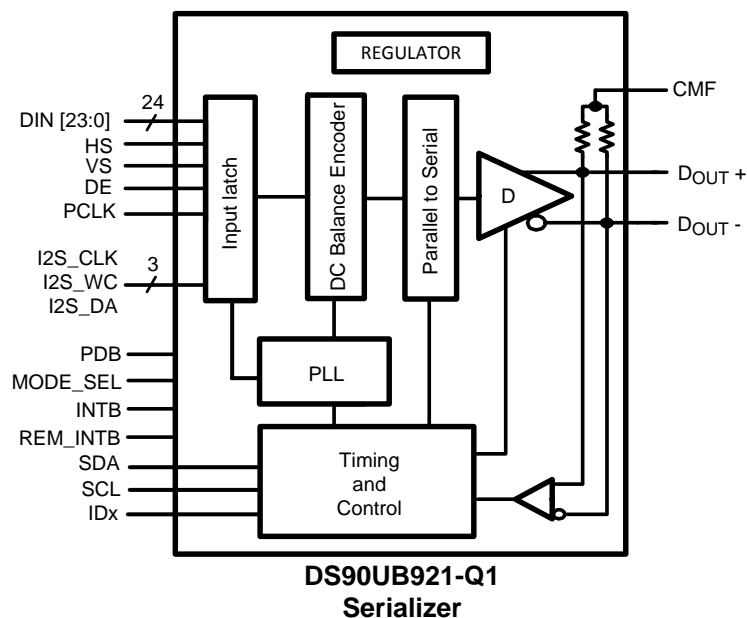 REGULATOR
CMF
24
DIN [23:0]
HS
VS
DE
PCLK
I2S_CLK
3
I2S_WC
I2S_DA
Input latch
DC Balance Encoder
Parallel to Serial
D
DOUT +
DOUT -
PDB
MODE_SEL
INTB
REM_INTB
SDA
SCL
IDx
PLL
Timing
and
Control
DS90UB921-Q1
Serializer